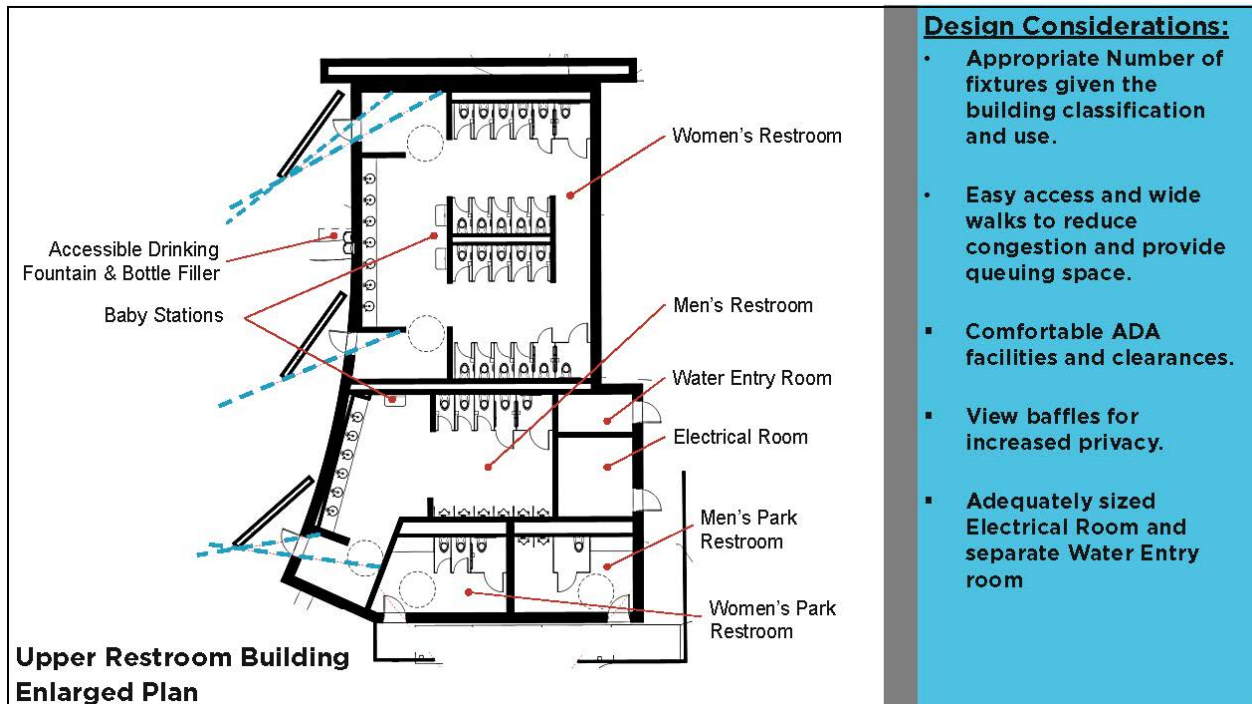 Women's Restroom
Accessible Drinking
Fountain & Bottle Filler
Baby Stations
Men's Restroom
Water Entry Room
Electrical Room
Men's Park
Restroom
Women's Park
Restroom
Upper Restroom Building
Enlarged Plan
Design Considerations:
• Appropriate Number of
fixtures given the
building classification
and use.
• Easy access and wide
walks to reduce
congestion and provide
queuing space.
▪ Comfortable ADA
facilities and clearances.
▪ View baffles for
increased privacy.
▪ Adequately sized
Electrical Room and
separate Water Entry
room